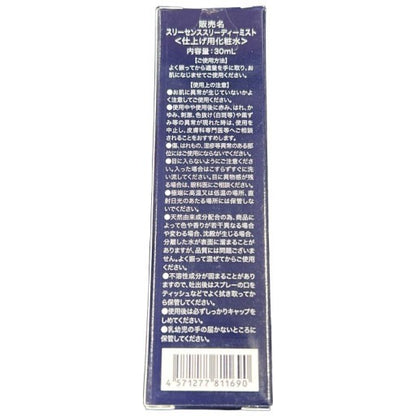 販売名
スリーセンススリーディーミスト
<仕上げ用化粧水>
内容量:30mL
【ご使用方法】
よく振ってから適量を手に取り、お
肌になじませてご使用ください。
【使用上の注意】
●お肌に異常が生じていないかよ
く注意してご使用ください。
●使用中や使用後に赤み、はれ、か
ゆみ、刺激、色抜け(白斑等)や黒ず
み等の異常が現れた時は、使用を
中止し、皮膚科専門医等へご相談さ
れることをおすすめします。
●傷、はれもの、湿疹等異常のある部
位にはご使用にならないでください。
●目に入らないようにご注意くださ
い。入った場合はこすらずすぐに洗
い流してください。目に異物感が残
る場合は、眼科医にご相談ください。
●極端に高温又は低温の場所、直
射日光のあたる場所には保管しな
いでください。
●天然由来成分配合の為、商品に
よって色や香りが若干異なる場合
や変わる場合、沈殿が生じる場合、
分離した水が表面に溜まることが
ありますが、品質には問題ございま
せん。よく振って混ぜてからご使用
ください。
●不溶性成分が固まることがあり
ますので、吐出後はスプレーの口を
ティッシュなどでよく拭き取ってか
ら保管してください。
●使用後は必ずしっかりキャップを
しめてください。
●乳幼児の手の届かないところに
保管してください。
4 571277 811690